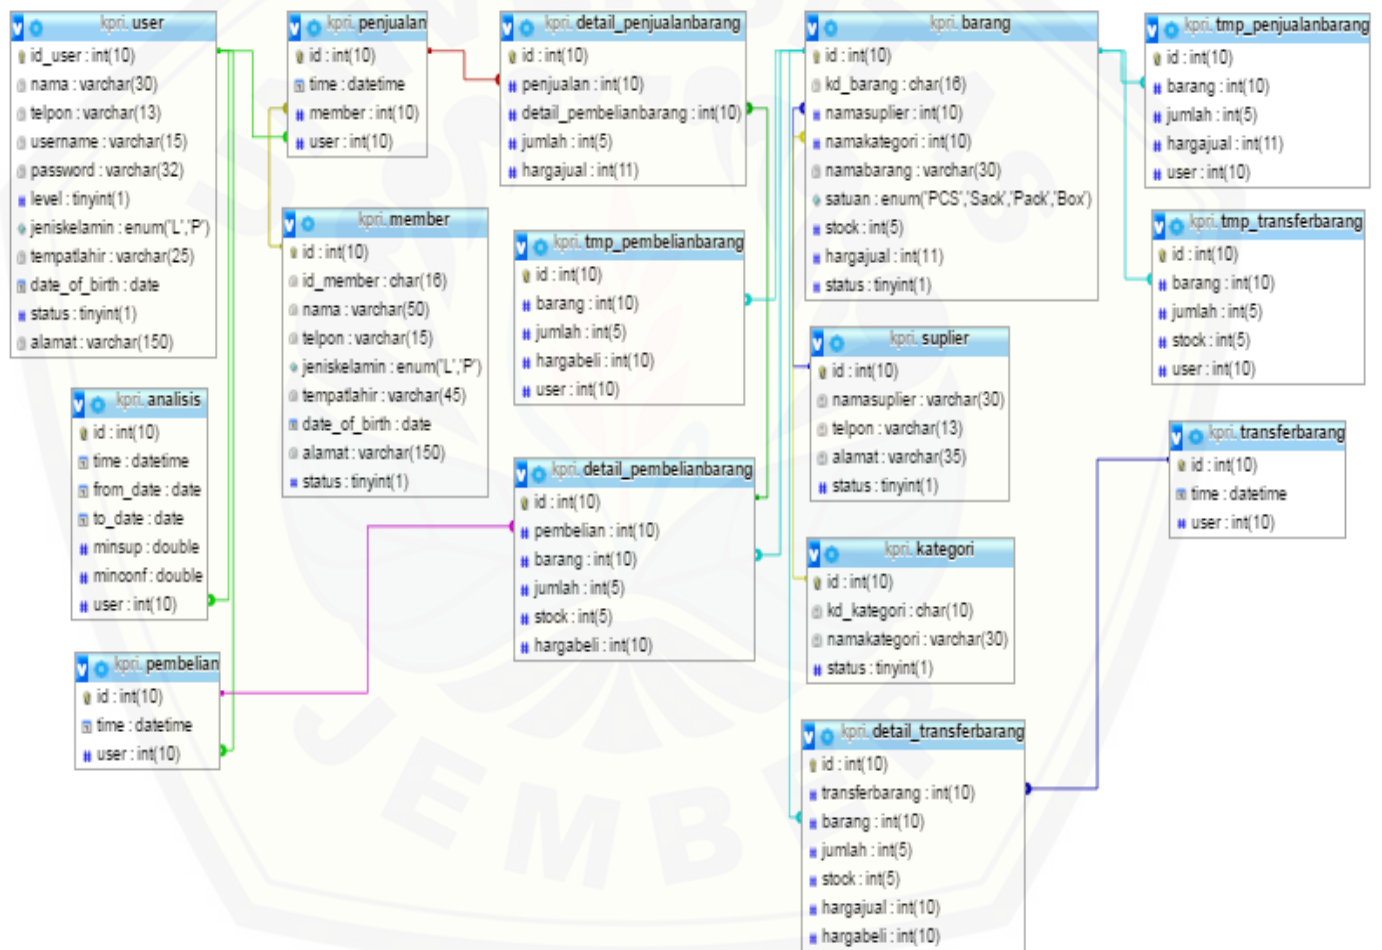 kpri. user
id_user : int(10)
nama : varchar(30)
telpon : varchar(13)
username : varchar(15)
password : varchar(32)
level : tinyint(1)
jeniskelamin : enum('L','P')
tempatlahir : varchar(25)
date_of_birth : date
status : tinyint(1)
alamat : varchar(150)
kpri. analisis
id : int(10)
time : datetime
from_date : date
to_date : date
minsup : double
minconf : double
user : int(10)
kpri. pembelian
id : int(10)
time : datetime
user : int(10)
kpri. penjualan
id : int(10)
time : datetime
member : int(10)
user : int(10)
kpri. member
id : int(10)
id_member : char(16)
nama : varchar(50)
telpon : varchar(15)
jeniskelamin : enum('L','P')
tempatlahir : varchar(45)
date_of_birth : date
alamat : varchar(150)
status : tinyint(1)
kpri. detail_penjualanbarang
id : int(10)
penjualan : int(10)
detail_pembelianbarang : int(10)
jumlah : int(5)
hargajual : int(11)
kpri. tmp_pembelianbarang
id : int(10)
barang : int(10)
jumlah : int(5)
hargabeli : int(10)
user : int(10)
kpri. detail_pembelianbarang
id : int(10)
pembelian : int(10)
barang : int(10)
jumlah : int(5)
stock : int(5)
hargabeli : int(10)
kpri. barang
id : int(10)
kd_barang : char(16)
namasuplier : int(10)
namakategori : int(10)
namabarang : varchar(30)
satuan : enum('PCS','Sack','Pack','Box')
stock : int(5)
hargajual : int(11)
status : tinyint(1)
kpri. suplier
id : int(10)
namasuplier : varchar(30)
telpon : varchar(13)
alamat : varchar(35)
status : tinyint(1)
kpri. kategori
id : int(10)
kd_kategori : char(10)
namakategori : varchar(30)
status : tinyint(1)
kpri. detail_transferbarang
id : int(10)
transferbarang : int(10)
barang : int(10)
jumlah : int(5)
stock : int(5)
hargajual : int(10)
hargabeli : int(10)
kpri. tmp_penjualanbarang
id : int(10)
barang : int(10)
jumlah : int(5)
hargajual : int(11)
user : int(10)
kpri. tmp_transferbarang
id : int(10)
barang : int(10)
jumlah : int(5)
stock : int(5)
user : int(10)
kpri. transferbarang
id : int(10)
time : datetime
user : int(10)
JEMBER